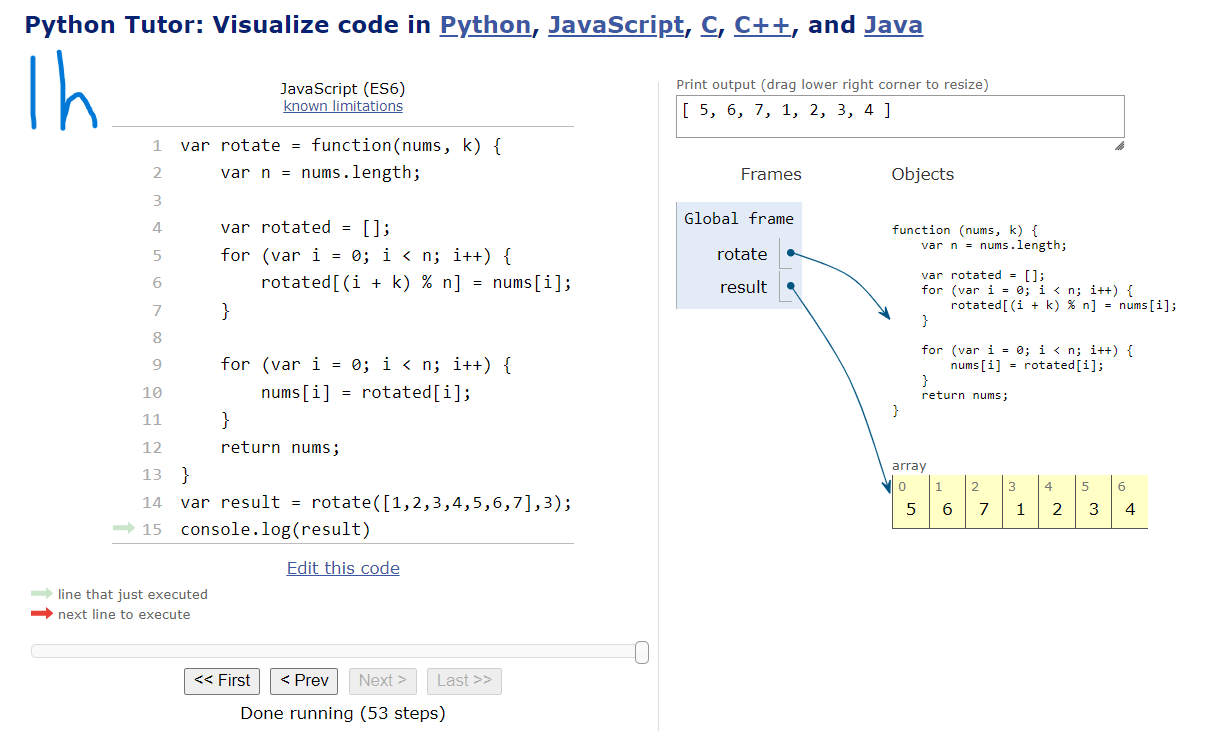 Python Tutor: Visualize code in Python, JavaScript, C, C++, and Java
1h
JavaScript (ES6)
known limitations
1 var rotate = function(nums, k) {
2     var n = nums.length;
3
4     var rotated = [];
5     for (var i = 0; i < n; i++) {
6         rotated[(i + k) % n] = nums[i];
7     }
8
9     for (var i = 0; i < n; i++) {
10         nums[i] = rotated[i];
11     }
12     return nums;
13 }
14 var result = rotate([1,2,3,4,5,6,7],3);
15 console.log(result)
Edit this code
line that just executed
next line to execute
<< First < Prev Next > Last >>
Done running (53 steps)
Print output (drag lower right corner to resize)
[ 5, 6, 7, 1, 2, 3, 4 ]
Frames Objects
Global frame
rotate
result
function (nums, k) {
    var n = nums.length;

    var rotated = [];
    for (var i = 0; i < n; i++) {
        rotated[(i + k) % n] = nums[i];
    }

    for (var i = 0; i < n; i++) {
        nums[i] = rotated[i];
    }
    return nums;
}
array
0 1 2 3 4 5 6
5 6 7 1 2 3 4